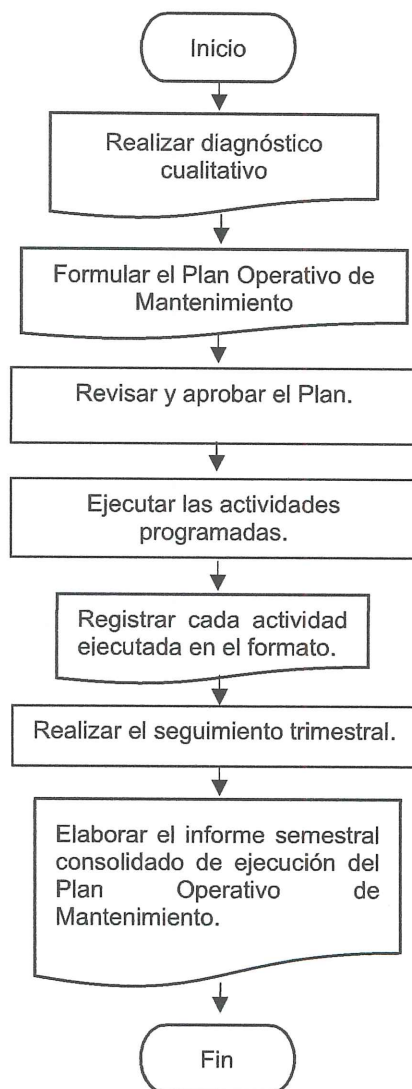 Inicio
Realizar diagnóstico
cualitativo
Formular el Plan Operativo de
Mantenimiento
Revisar y aprobar el Plan.
Ejecutar las actividades
programadas.
Registrar cada actividad
ejecutada en el formato.
Realizar el seguimiento trimestral.
Elaborar el informe semestral
consolidado de ejecución del
Plan Operativo de
Mantenimiento.
Fin